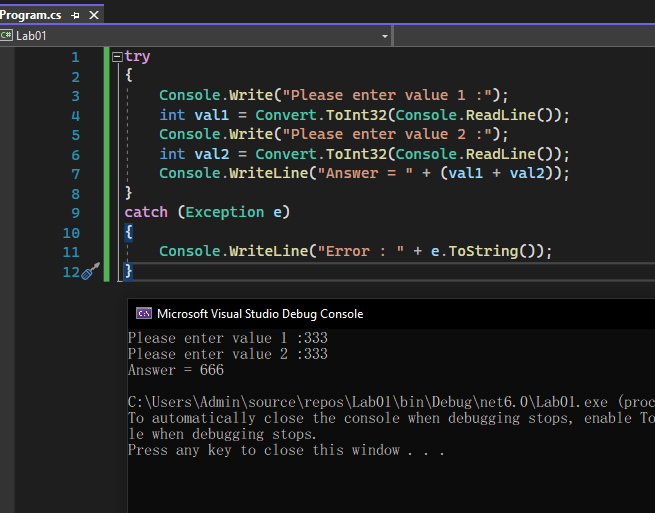 Program.cs
C# Lab01
1 try
2 {
3 Console.Write("Please enter value 1 :");
4 int val1 = Convert.ToInt32(Console.ReadLine());
5 Console.Write("Please enter value 2 :");
6 int val2 = Convert.ToInt32(Console.ReadLine());
7 Console.WriteLine("Answer = " + (val1 + val2));
8 }
9 catch (Exception e)
10 {
11 Console.WriteLine("Error : " + e.ToString());
12 }
Microsoft Visual Studio Debug Console
Please enter value 1 :333
Please enter value 2 :333
Answer = 666
C:\Users\Admin\source\repos\Lab01\bin\Debug\net6.0\Lab01.exe (proc
To automatically close the console when debugging stops, enable To
le when debugging stops.
Press any key to close this window . . .